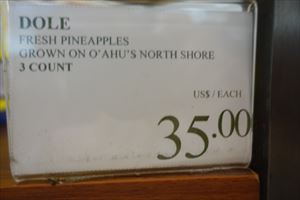 DOLE
FRESH PINEAPPLES
GROWN ON O'AHU'S NORTH SHORE
3 COUNT
US$ / EACH
35.00